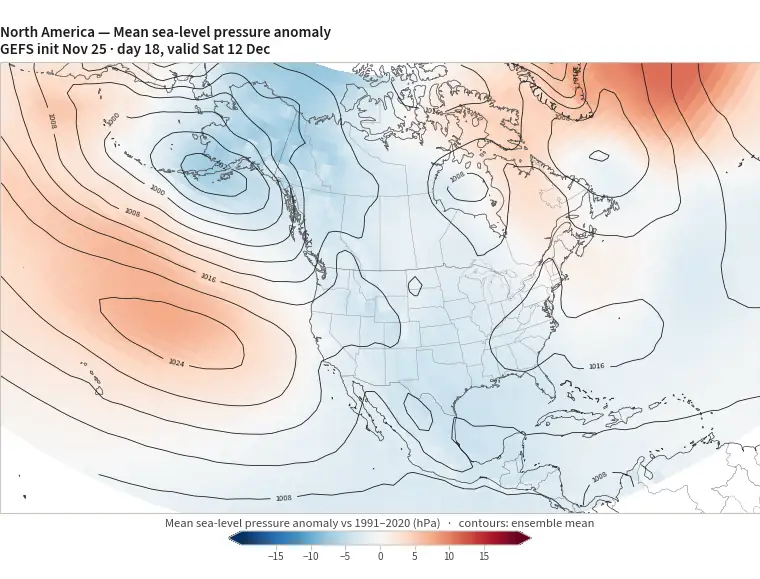 North America — Mean sea-level pressure anomaly
GEFS init Nov 25 · day 18, valid Sat 12 Dec
1008
1000
1000
1008
1016
1024
1008
1008
1016
1008
Mean sea-level pressure anomaly vs 1991–2020 (hPa) · contours: ensemble mean
−15 −10 −5 0 5 10 15